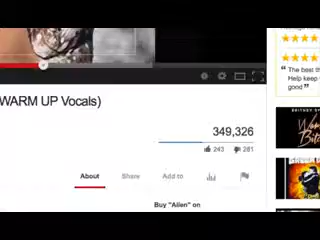 WARM UP Vocals)
349,326
243 281
About Share Add to
Buy "Alien" on
“ The best th
Help keep
good ”